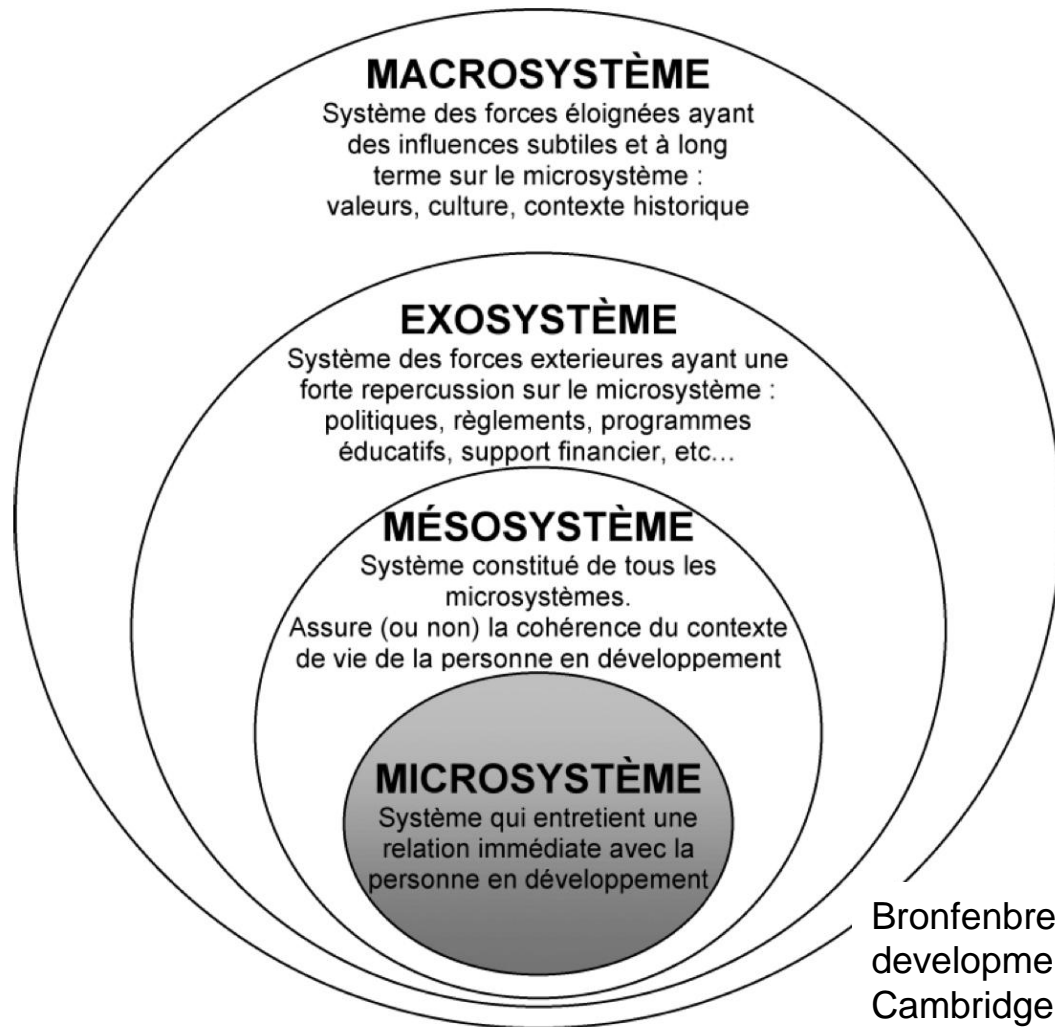 MACROSYSTÈME
Système des forces éloignées ayant
des influences subtiles et à long
terme sur le microsystème :
valeurs, culture, contexte historique
EXOSYSTÈME
Système des forces exterieures ayant une
forte repercussion sur le microsystème :
politiques, règlements, programmes
éducatifs, support financier, etc...
MÉSOSYSTÈME
Système constitué de tous les
microsystèmes.
Assure (ou non) la cohérence du contexte
de vie de la personne en développement
MICROSYSTÈME
Système qui entretient une
relation immédiate avec la
personne en développement
Bronfenbre
developme
Cambridge